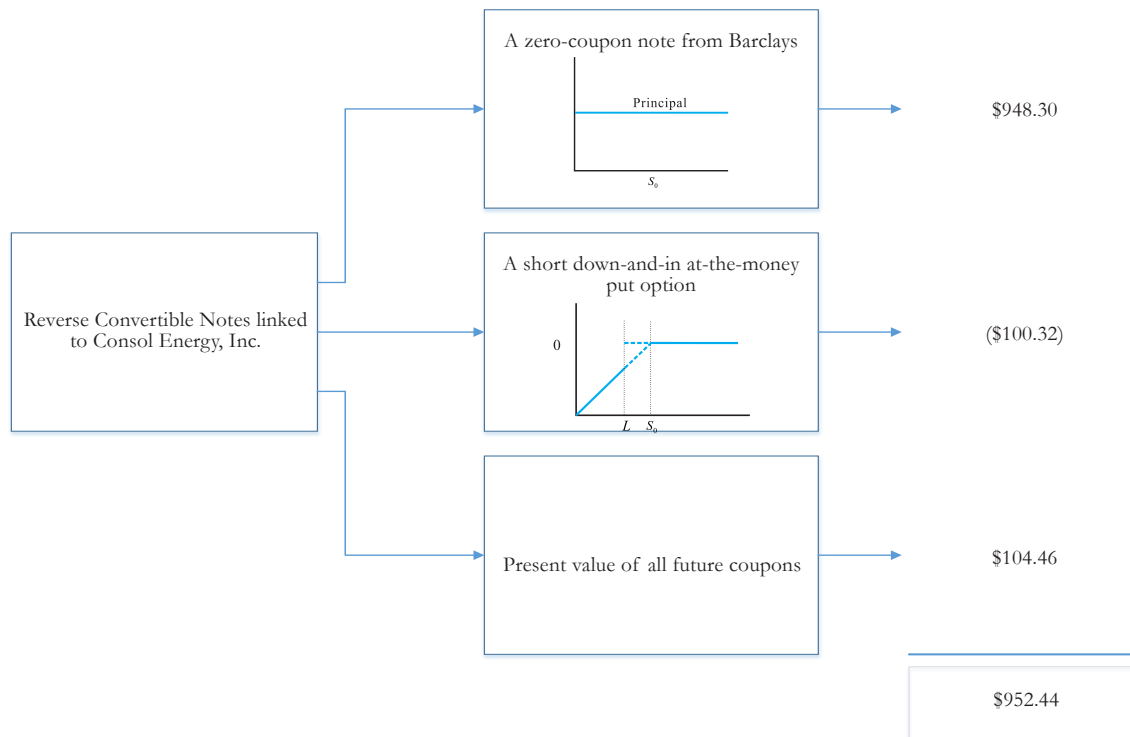 A zero-coupon note from Barclays
Principal
S₀
$948.30
Reverse Convertible Notes linked
to Consol Energy, Inc.
A short down-and-in at-the-money
put option
0
L S₀
($100.32)
Present value of all future coupons
$104.46
$952.44